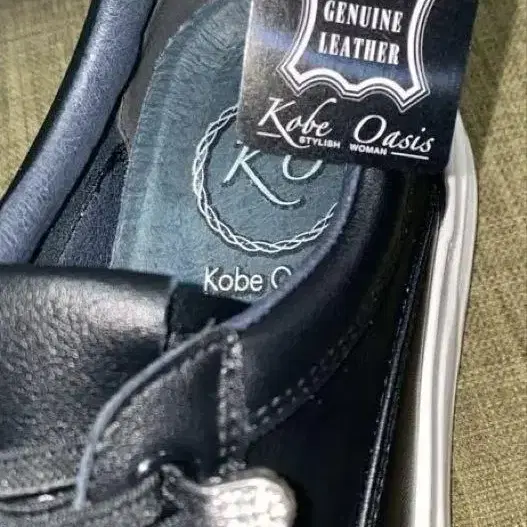 GENUINE
LEATHER
Kobe Oasis
STYLISH WOMAN
KO
Kobe O